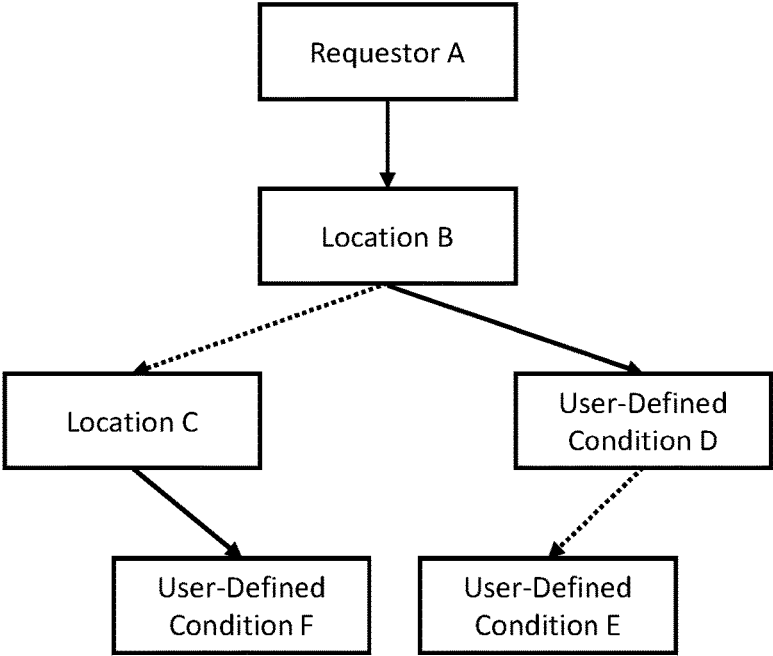 Requestor A
Location B
Location C
User-Defined
Condition D
User-Defined
Condition F
User-Defined
Condition E